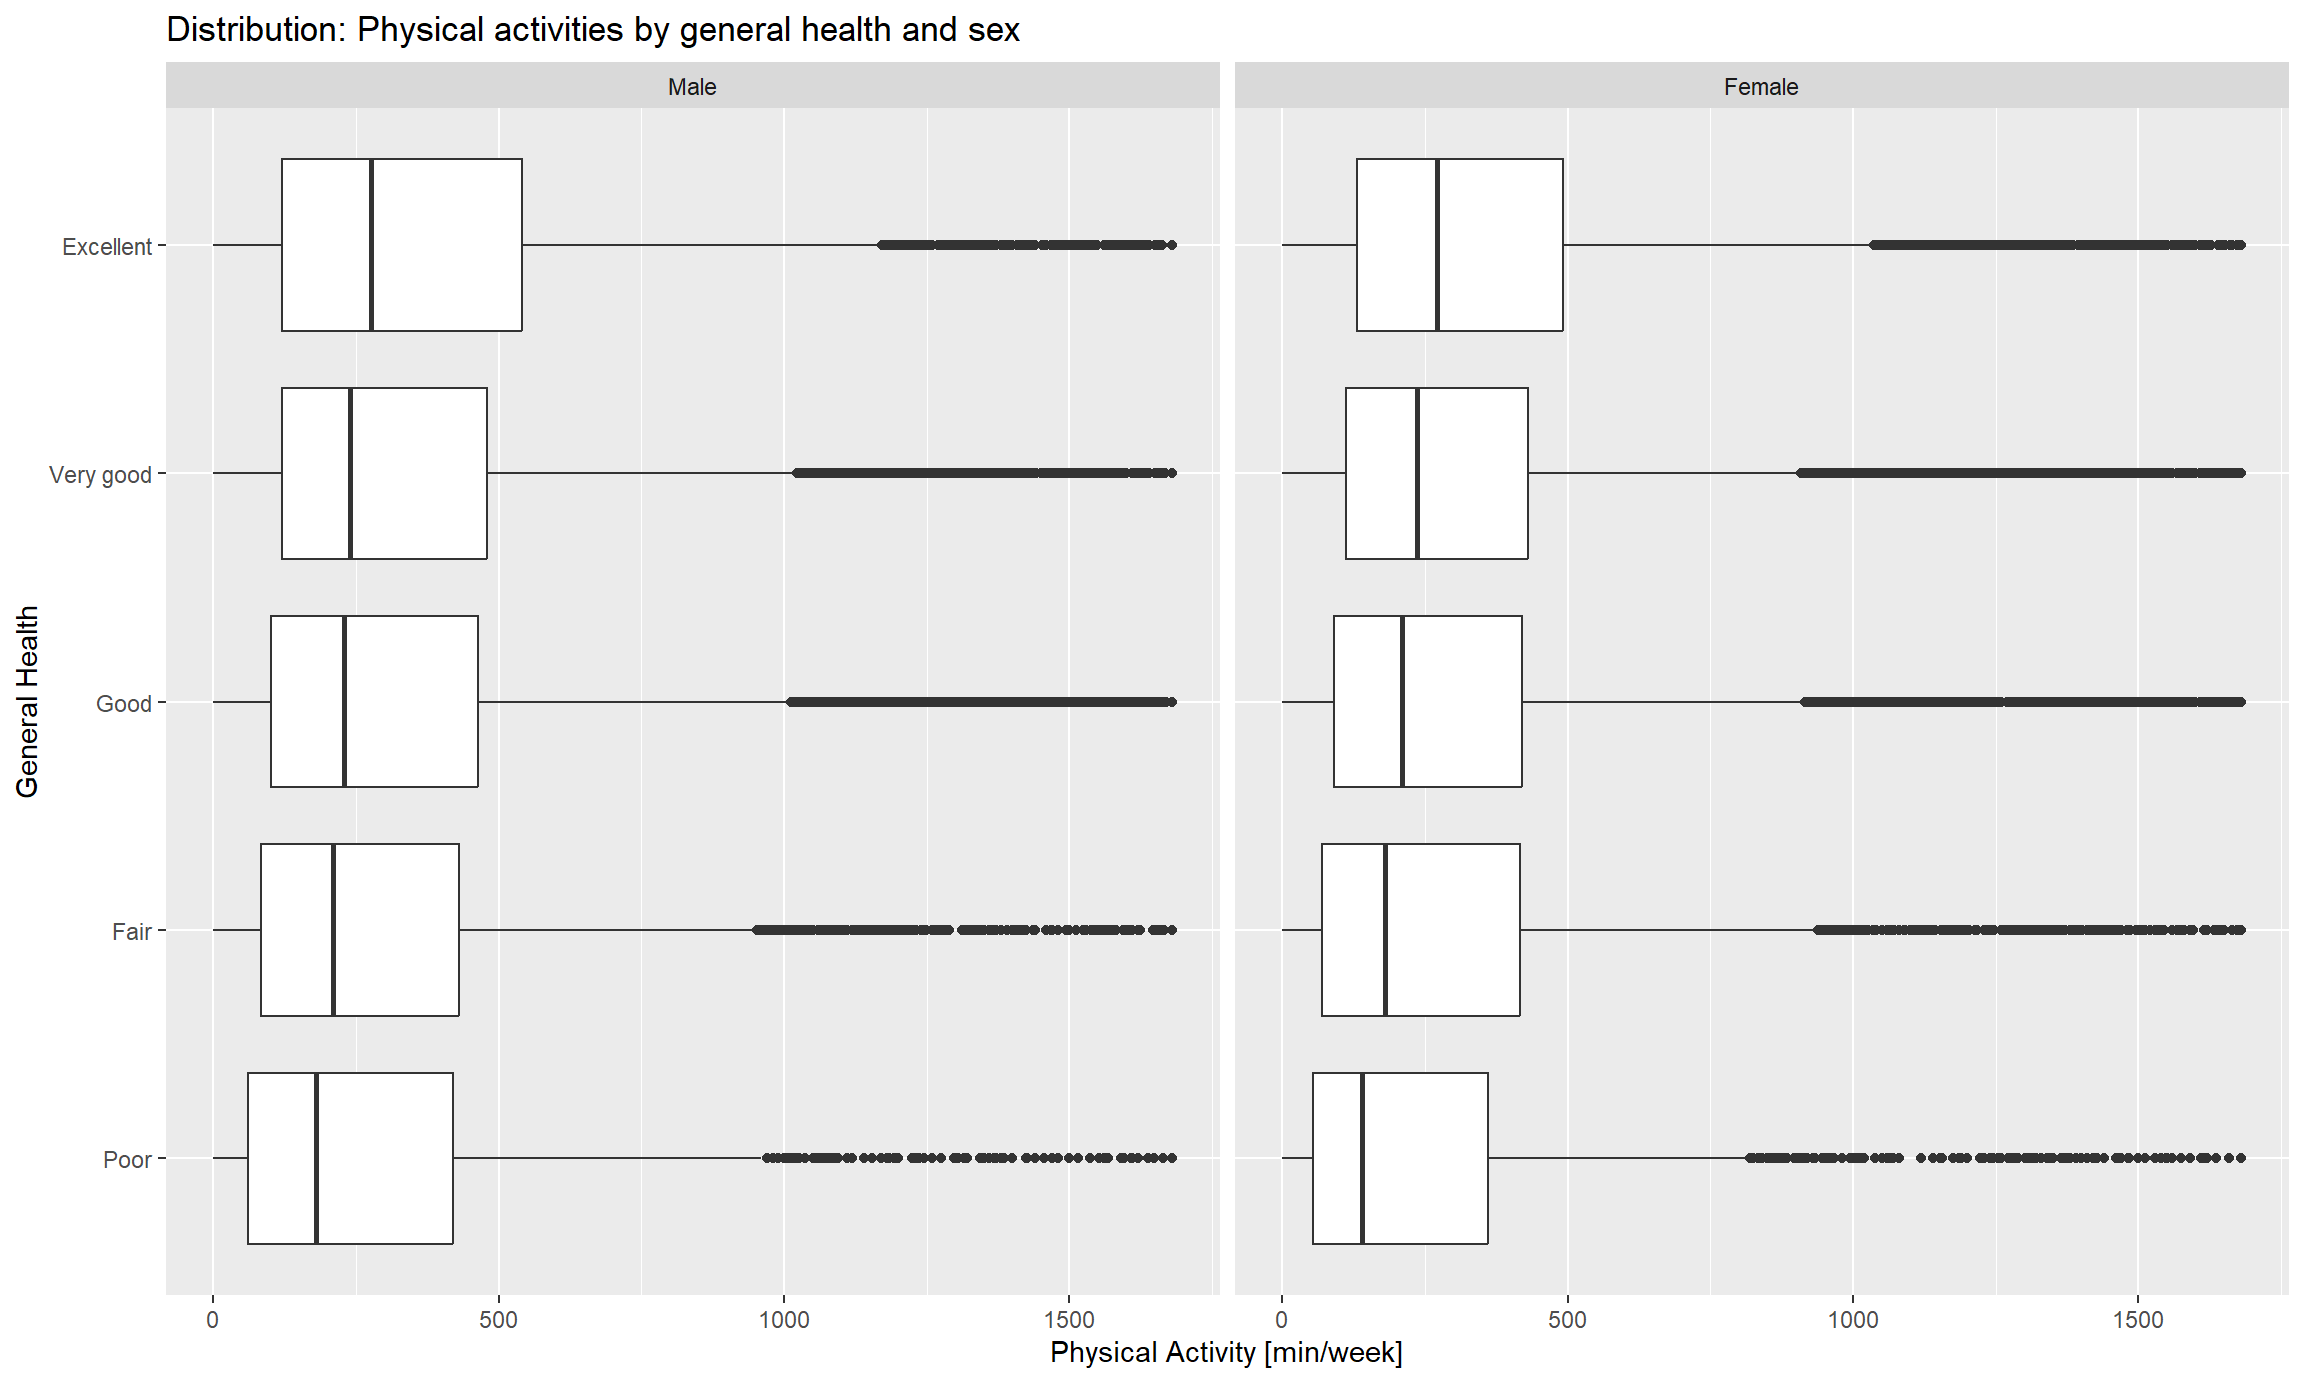 Distribution: Physical activities by general health and sex
Male
Female
General Health
Excellent
Very good
Good
Fair
Poor
0 500 1000 1500
0 500 1000 1500
Physical Activity [min/week]